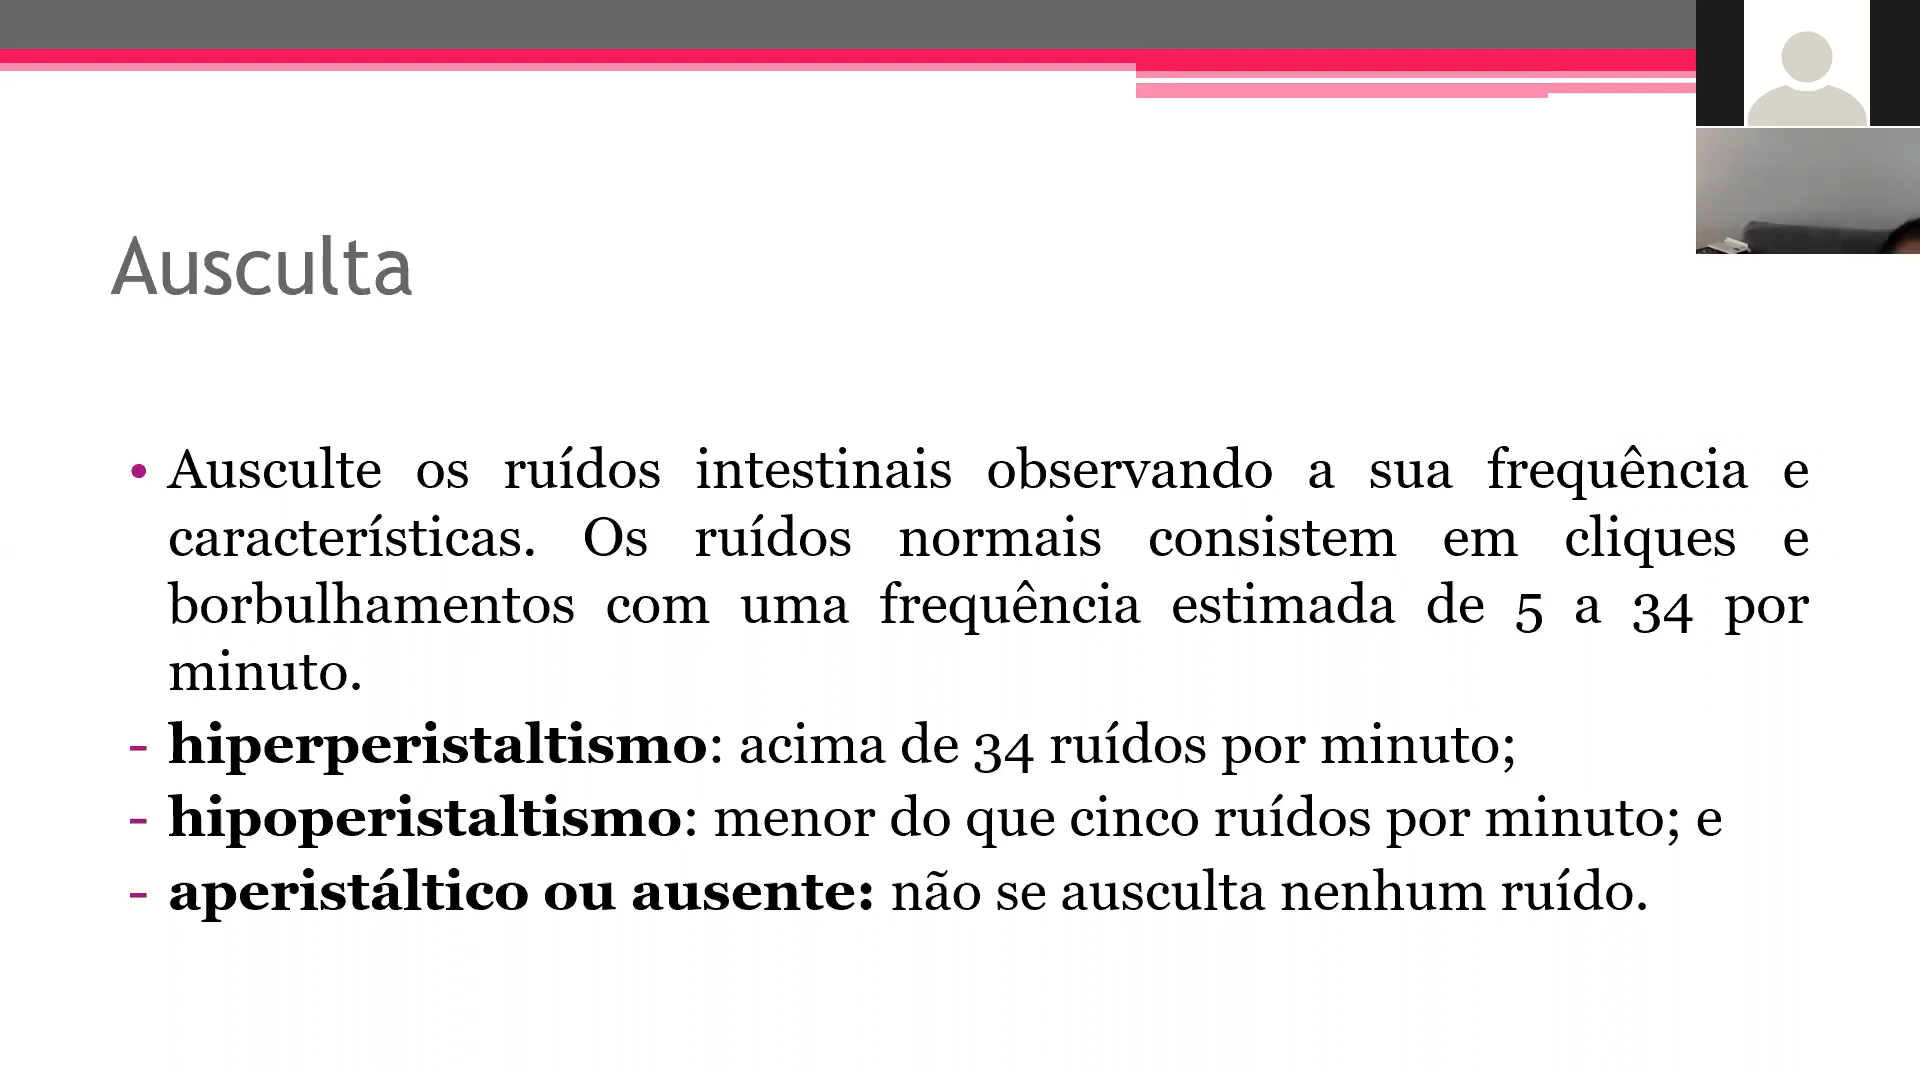 Ausculta
• Ausculte os ruídos intestinais observando a sua frequência e
características. Os ruídos normais consistem em cliques e
borbulhamentos com uma frequência estimada de 5 a 34 por
minuto.
- hiperperistaltismo: acima de 34 ruídos por minuto;
- hipoperistaltismo: menor do que cinco ruídos por minuto; e
- aperistáltico ou ausente: não se ausculta nenhum ruído.